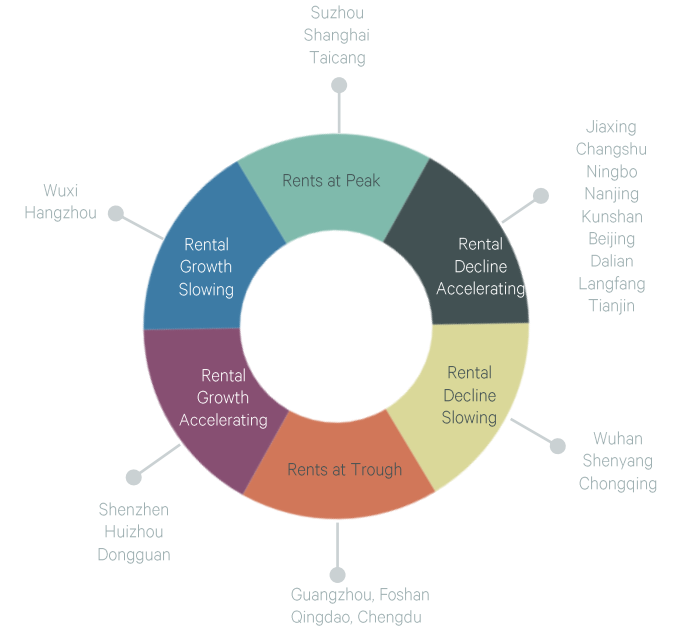 Suzhou
Shanghai
Taicang
Jiaxing
Changshu
Ningbo
Nanjing
Kunshan
Beijing
Dalian
Langfang
Tianjin
Rents at Peak
Wuxi
Hangzhou
Rental
Growth
Slowing
Rental
Decline
Accelerating
Rental
Growth
Accelerating
Rental
Decline
Slowing
Rents at Trough
Wuhan
Shenyang
Chongqing
Shenzhen
Huizhou
Dongguan
Guangzhou, Foshan
Qingdao, Chengdu